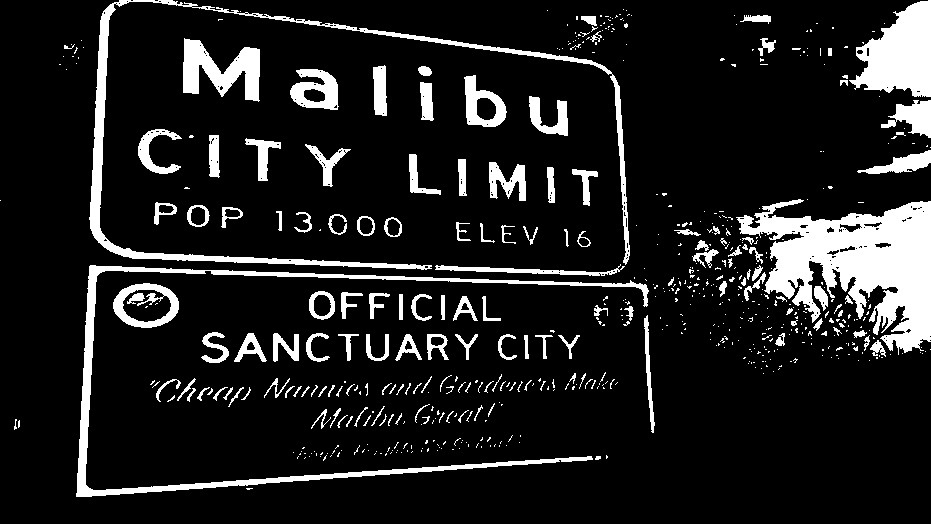 Malibu
CITY LIMIT
POP 13.000 ELEV 16
OFFICIAL
SANCTUARY CITY
"Cheap Nannies and Gardeners Make
Malibu Great!"